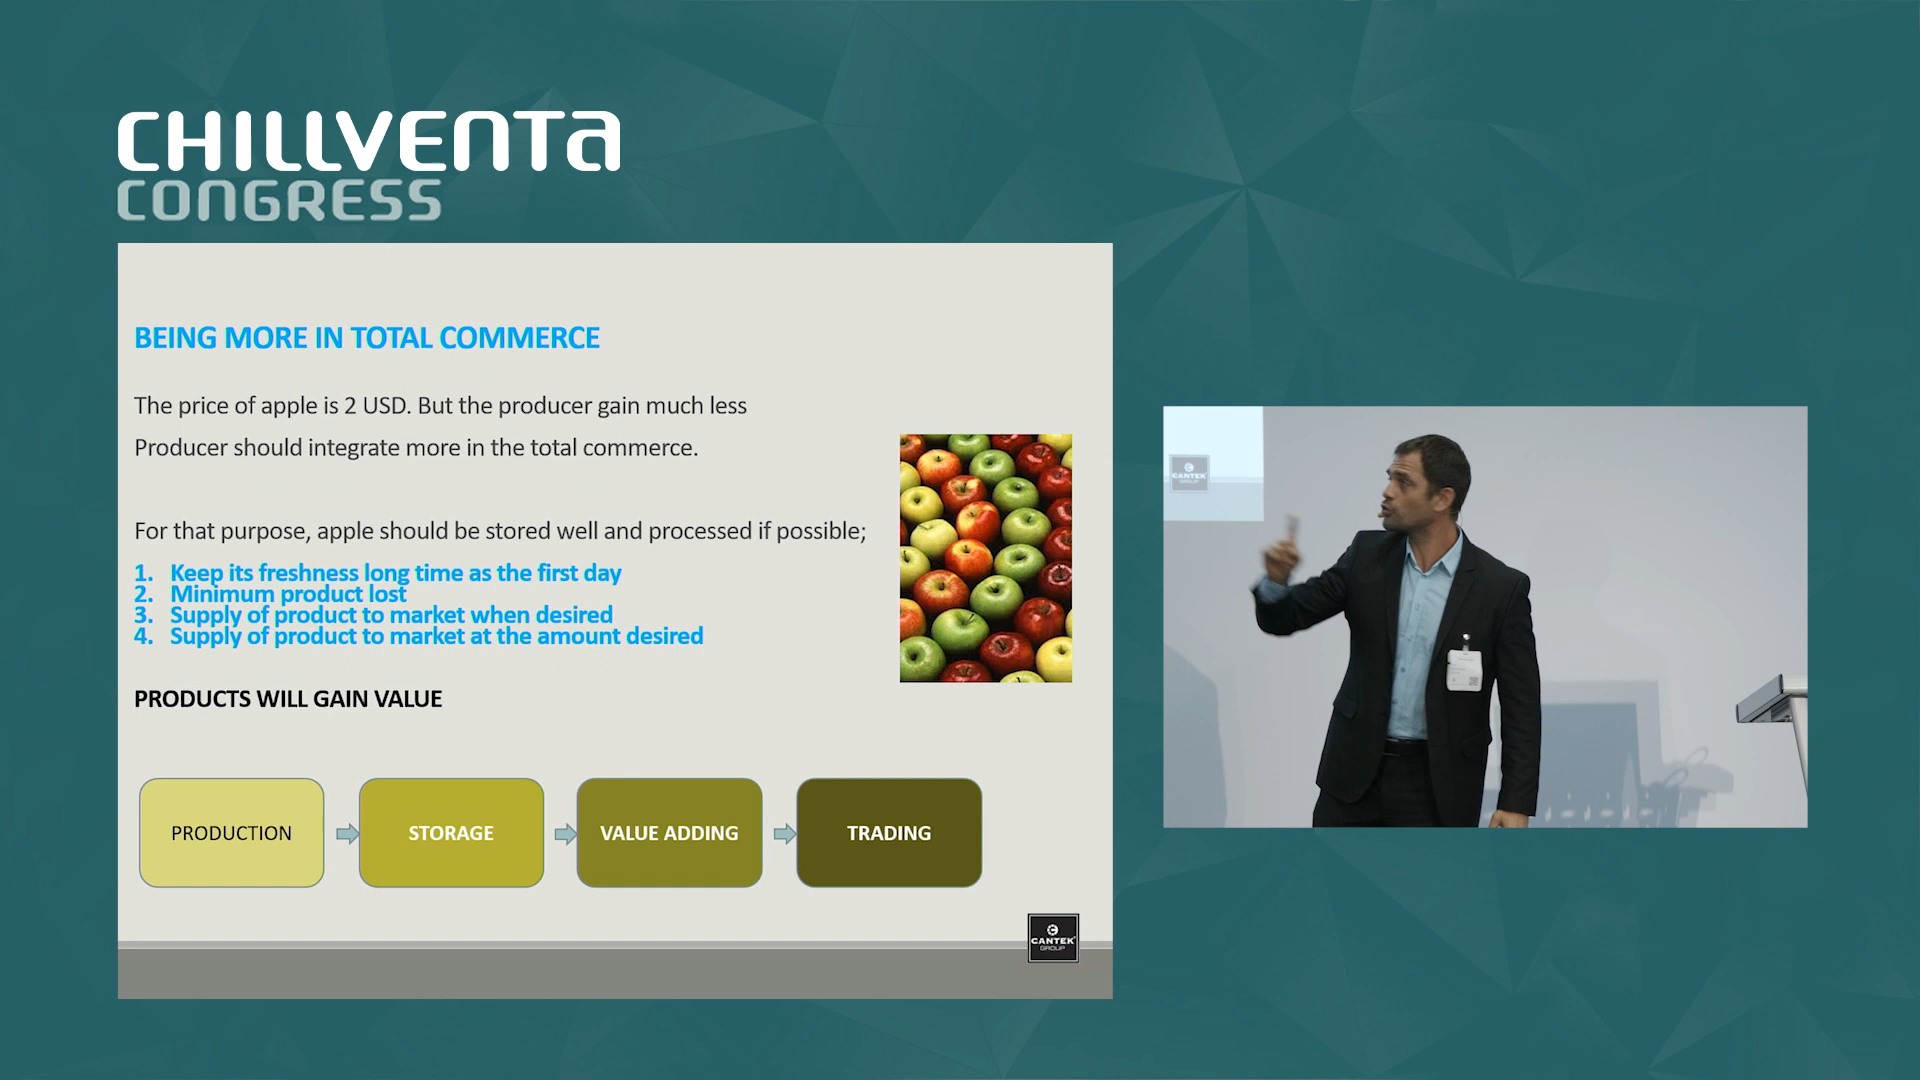 CHILLVENTA
CONGRESS
BEING MORE IN TOTAL COMMERCE
The price of apple is 2 USD. But the producer gain much less
Producer should integrate more in the total commerce.
For that purpose, apple should be stored well and processed if possible;
1. Keep its freshness long time as the first day
2. Minimum product lost
3. Supply of product to market when desired
4. Supply of product to market at the amount desired
PRODUCTS WILL GAIN VALUE
PRODUCTION
STORAGE
VALUE ADDING
TRADING
CANTEK
GROUP
CANTEK
GROUP